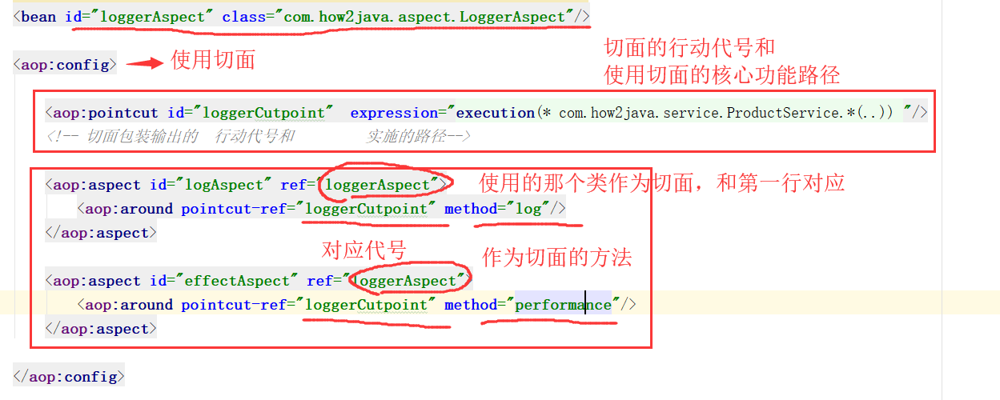 <bean id="loggerAspect" class="com.how2java.aspect.LoggerAspect"/>
<aop:config> 使用切面
切面的行动代号和
使用切面的核心功能路径
<aop:pointcut id="loggerCutpoint" expression="execution(* com.how2java.service.ProductService.*(..)) "/>
<!-- 切面包装输出的 行动代号和 实施的路径-->
<aop:aspect id="logAspect" ref="loggerAspect"> 使用的那个类作为切面，和第一行对应
<aop:around pointcut-ref="loggerCutpoint" method="log"/>
</aop:aspect>
对应代号 作为切面的方法
<aop:aspect id="effectAspect" ref="loggerAspect">
<aop:around pointcut-ref="loggerCutpoint" method="performance"/>
</aop:aspect>
</aop:config>